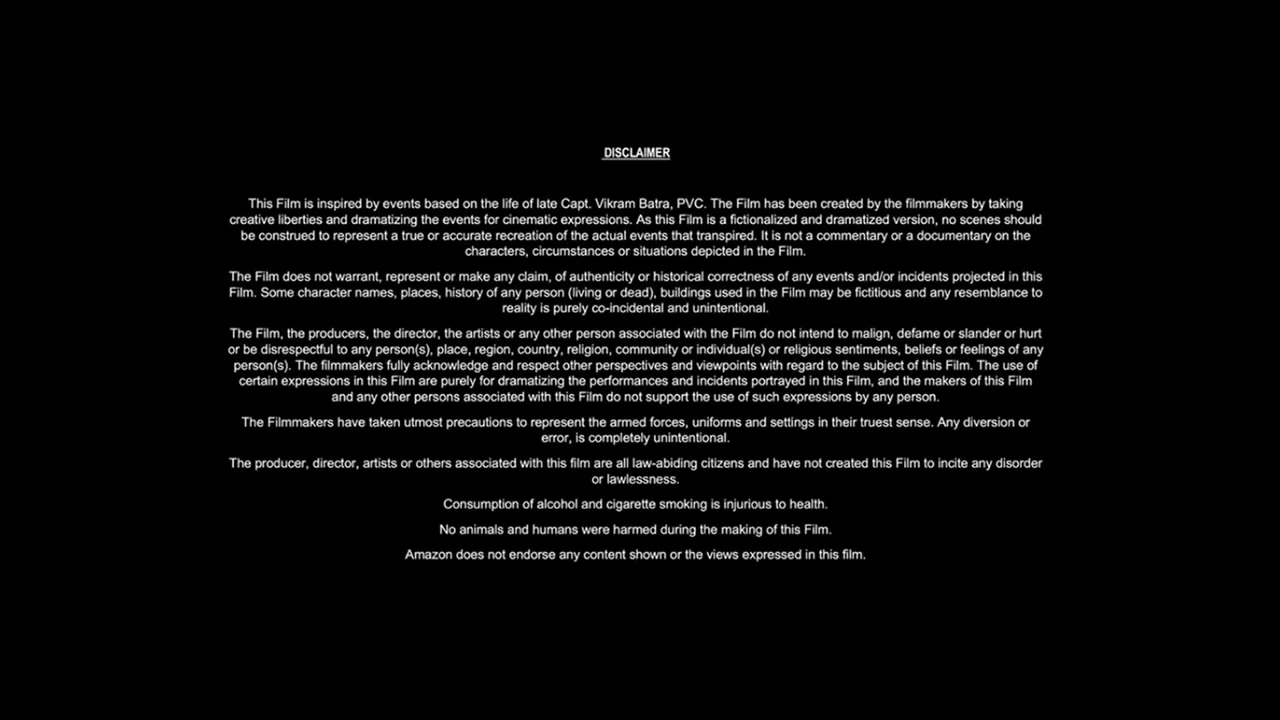 DISCLAIMER
This Film is inspired by events based on the life of late Capt. Vikram Batra, PVC. The Film has been created by the filmmakers by taking
creative liberties and dramatizing the events for cinematic expressions. As this Film is a fictionalized and dramatized version, no scenes should
be construed to represent a true or accurate recreation of the actual events that transpired. It is not a commentary or a documentary on the
characters, circumstances or situations depicted in the Film.
The Film does not warrant, represent or make any claim, of authenticity or historical correctness of any events and/or incidents projected in this
Film. Some character names, places, history of any person (living or dead), buildings used in the Film may be fictitious and any resemblance to
reality is purely co-incidental and unintentional.
The Film, the producers, the director, the artists or any other person associated with the Film do not intend to malign, defame or slander or hurt
or be disrespectful to any person(s), place, region, country, religion, community or individual(s) or religious sentiments, beliefs or feelings of any
person(s). The filmmakers fully acknowledge and respect other perspectives and viewpoints with regard to the subject of this Film. The use of
certain expressions in this Film are purely for dramatizing the performances and incidents portrayed in this Film, and the makers of this Film
and any other persons associated with this Film do not support the use of such expressions by any person.
The Filmmakers have taken utmost precautions to represent the armed forces, uniforms and settings in their truest sense. Any diversion or
error, is completely unintentional.
The producer, director, artists or others associated with this film are all law-abiding citizens and have not created this Film to incite any disorder
or lawlessness.
Consumption of alcohol and cigarette smoking is injurious to health.
No animals and humans were harmed during the making of this Film.
Amazon does not endorse any content shown or the views expressed in this film.